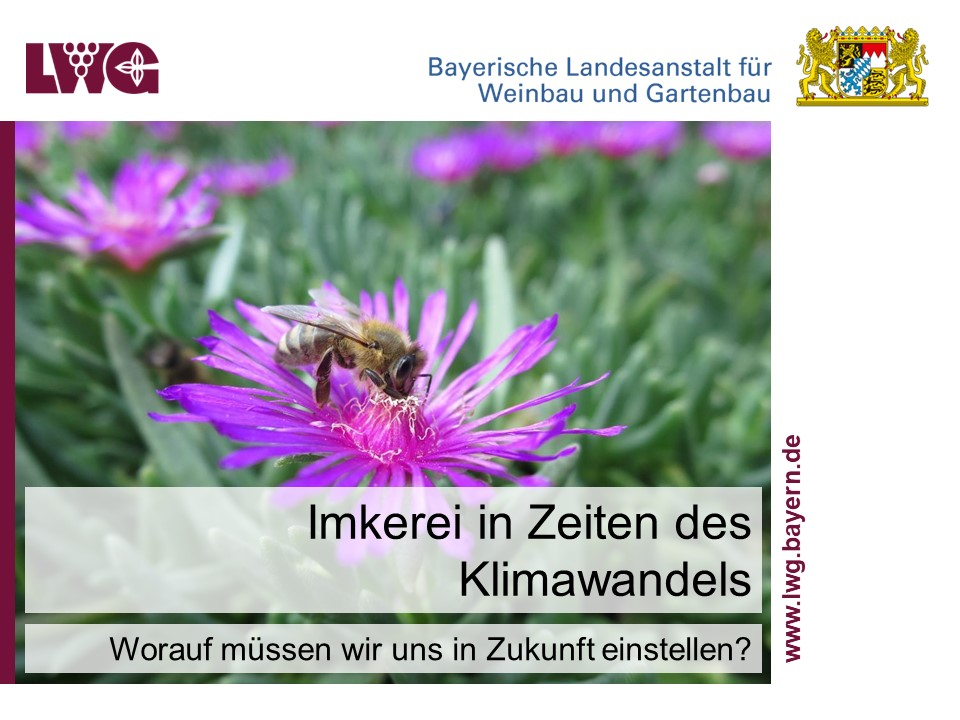 LWG
Bayerische Landesanstalt für
Weinbau und Gartenbau
Imkerei in Zeiten des
Klimawandels
Worauf müssen wir uns in Zukunft einstellen?
www.lwg.bayern.de